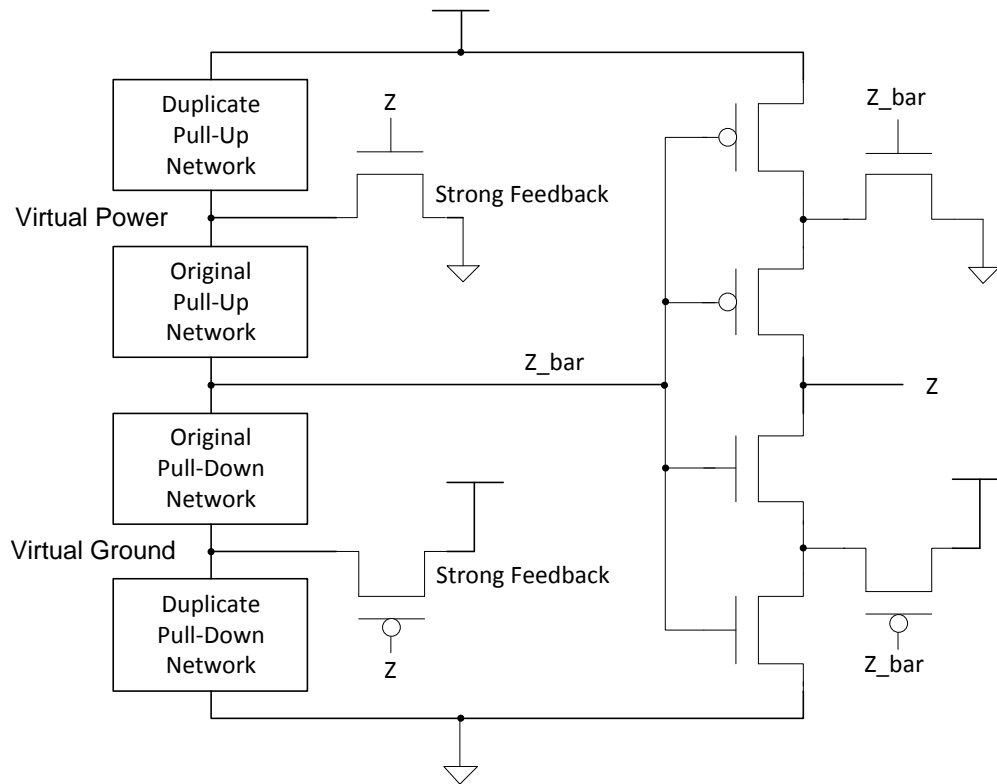 Duplicate
Pull-Up
Network
Z
Z_bar
Strong Feedback
Virtual Power
Original
Pull-Up
Network
Z_bar
Z
Original
Pull-Down
Network
Virtual Ground
Strong Feedback
Duplicate
Pull-Down
Network
Z
Z_bar